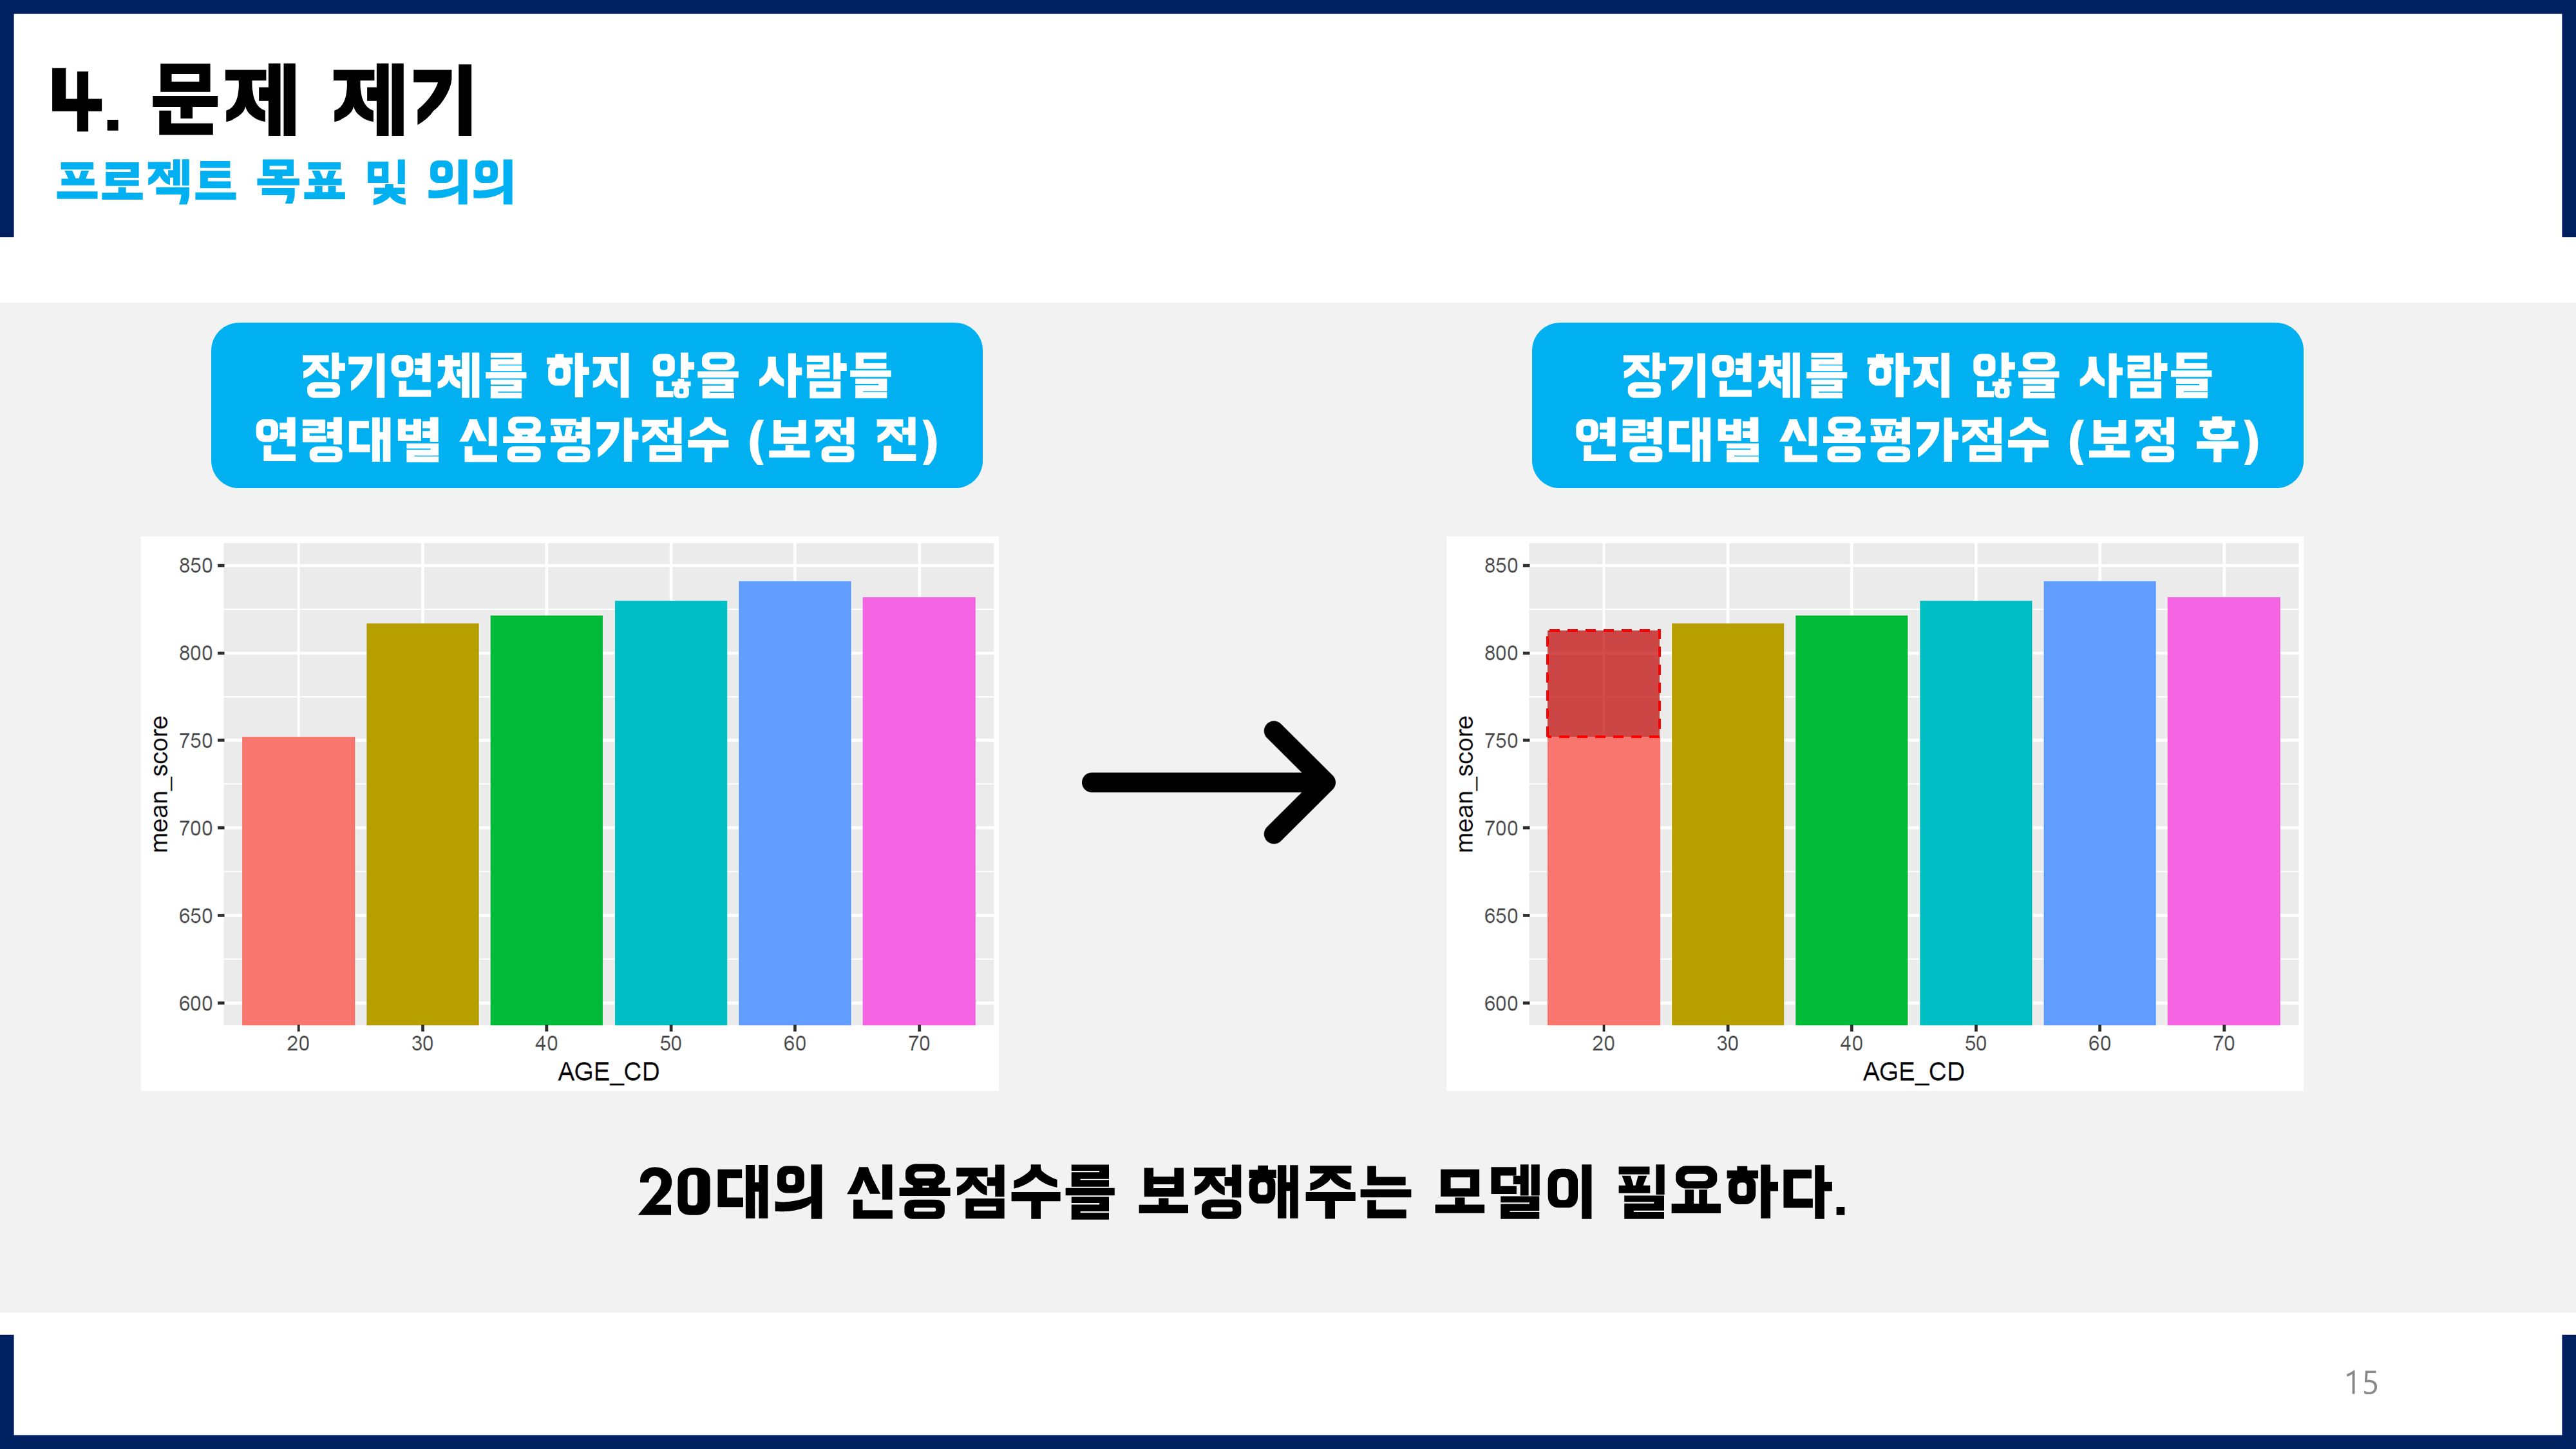 4. 문제 제기
프로젝트 목표 및 의의
장기연체를 하지 않을 사람들
연령대별 신용평가점수 (보정 전)
장기연체를 하지 않을 사람들
연령대별 신용평가점수 (보정 후)
850
800
750
700
650
600
mean_score
20 30 40 50 60 70
AGE_CD
850
800
750
700
650
600
mean_score
20 30 40 50 60 70
AGE_CD
20대의 신용점수를 보정해주는 모델이 필요하다.
15